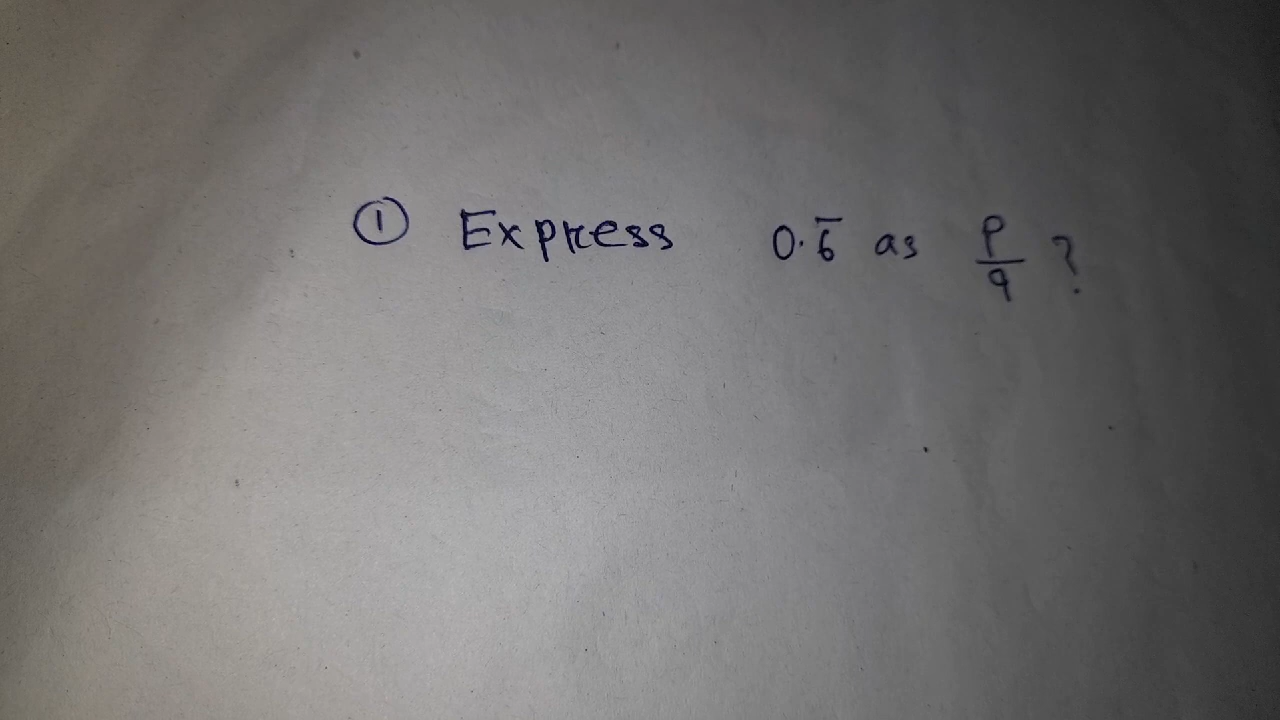 ① Express 0.6̅ as p/q ?